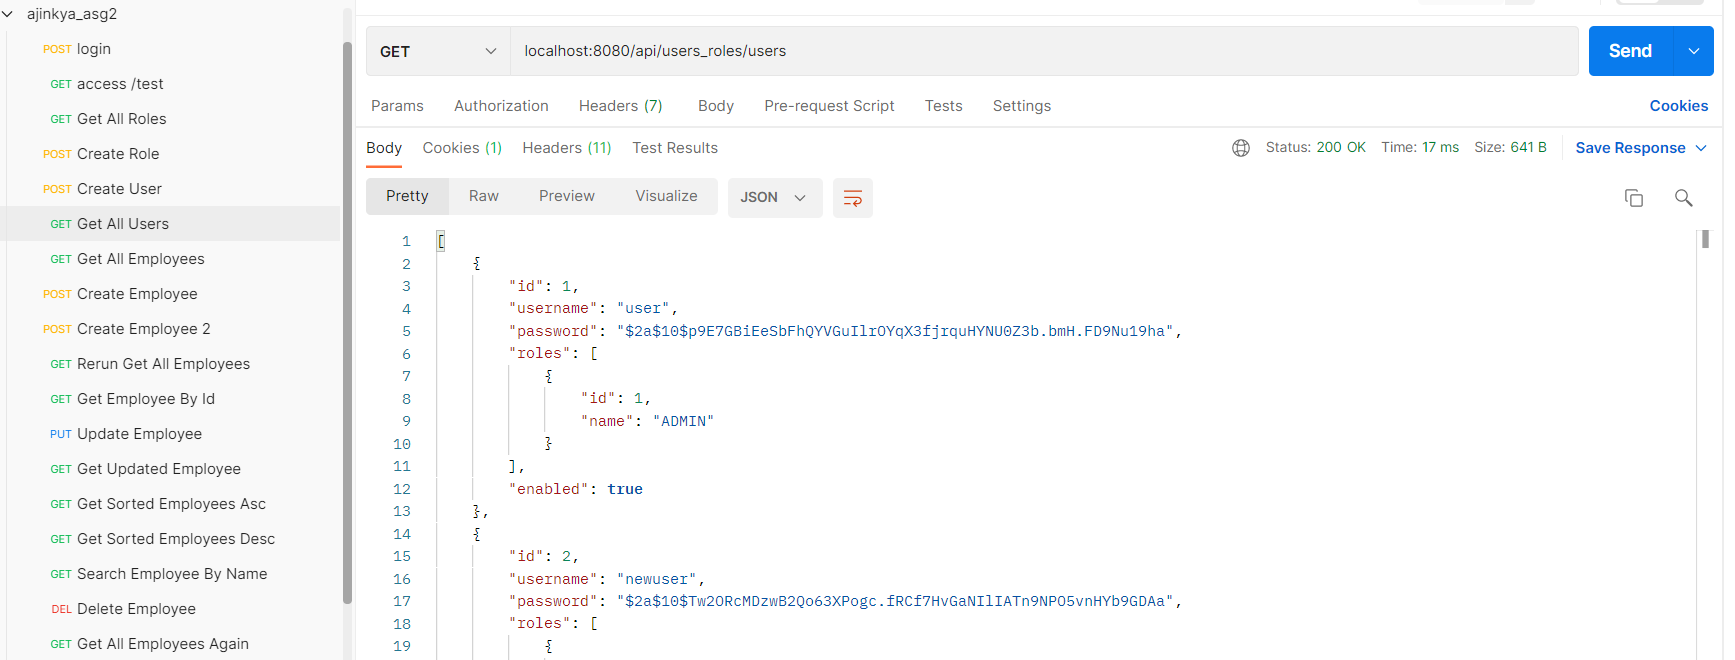 ajinkya_asg2
POST login
GET access /test
GET Get All Roles
POST Create Role
POST Create User
GET Get All Users
GET Get All Employees
POST Create Employee
POST Create Employee 2
GET Rerun Get All Employees
GET Get Employee By Id
PUT Update Employee
GET Get Updated Employee
GET Get Sorted Employees Asc
GET Get Sorted Employees Desc
GET Search Employee By Name
DEL Delete Employee
GET Get All Employees Again
GET localhost:8080/api/users_roles/users Send
Params Authorization Headers (7) Body Pre-request Script Tests Settings Cookies
Body Cookies (1) Headers (11) Test Results Status: 200 OK Time: 17 ms Size: 641 B Save Response
Pretty Raw Preview Visualize JSON
1 [
2 {
3 "id": 1,
4 "username": "user",
5 "password": "$2a$10$p9E7GBiEeSbFhQYVGuIlrOYqX3fjrquHYNU0Z3b.bmH.FD9Nu19ha",
6 "roles": [
7 {
8 "id": 1,
9 "name": "ADMIN"
10 }
11 ],
12 "enabled": true
13 },
14 {
15 "id": 2,
16 "username": "newuser",
17 "password": "$2a$10$Tw2ORcMDzwB2Qo63XPogc.fRCf7HvGaNIlIATn9NPO5vnHYb9GDAa",
18 "roles": [
19 {